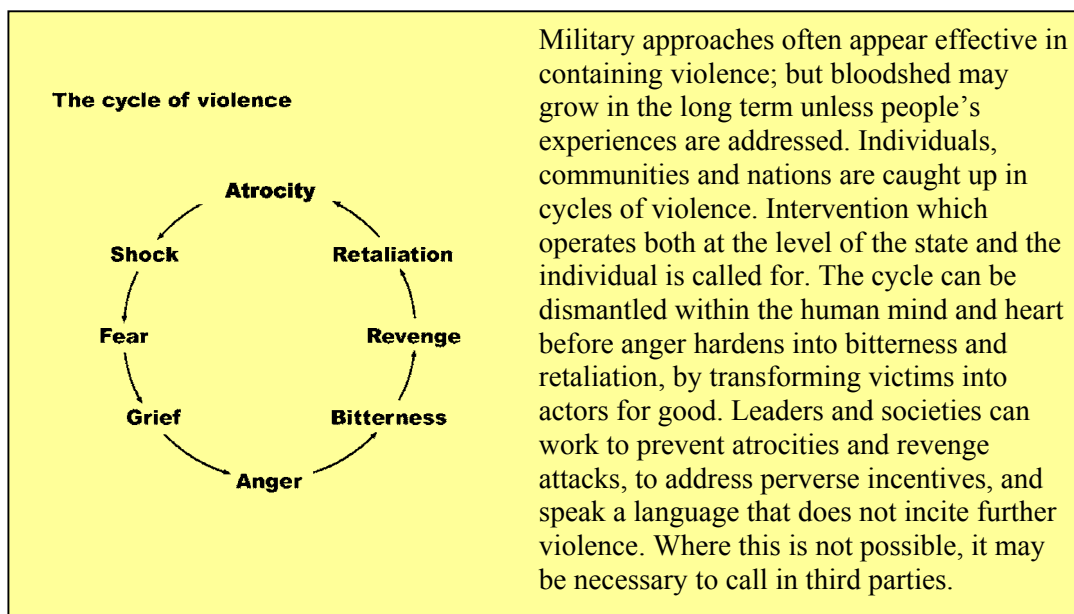 The cycle of violence
Atrocity
Shock
Fear
Grief
Anger
Bitterness
Revenge
Retaliation
Military approaches often appear effective in
containing violence; but bloodshed may
grow in the long term unless people’s
experiences are addressed. Individuals,
communities and nations are caught up in
cycles of violence. Intervention which
operates both at the level of the state and the
individual is called for. The cycle can be
dismantled within the human mind and heart
before anger hardens into bitterness and
retaliation, by transforming victims into
actors for good. Leaders and societies can
work to prevent atrocities and revenge
attacks, to address perverse incentives, and
speak a language that does not incite further
violence. Where this is not possible, it may
be necessary to call in third parties.